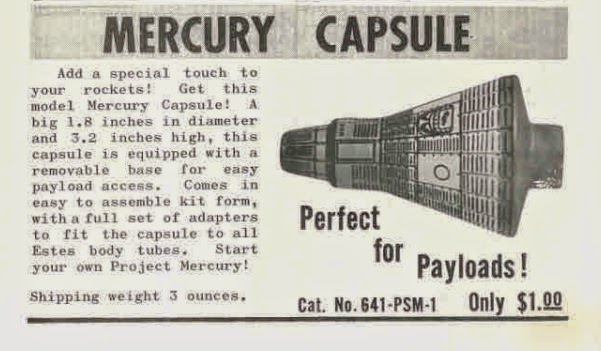 MERCURY CAPSULE
Add a special touch to
your rockets! Get this
model Mercury Capsule! A
big 1.8 inches in diameter
and 3.2 inches high, this
capsule is equipped with a
removable base for easy
payload access. Comes in
easy to assemble kit form,
with a full set of adapters
to fit the capsule to all
Estes body tubes. Start
your own Project Mercury!
Shipping weight 3 ounces.
Perfect
for
Payloads!
Cat. No. 641-PSM-1 Only $1.00